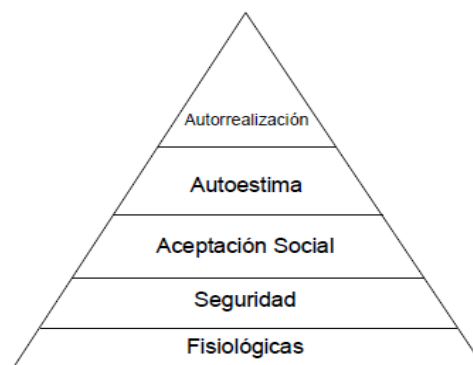 Autorrealización
Autoestima
Aceptación Social
Seguridad
Fisiológicas